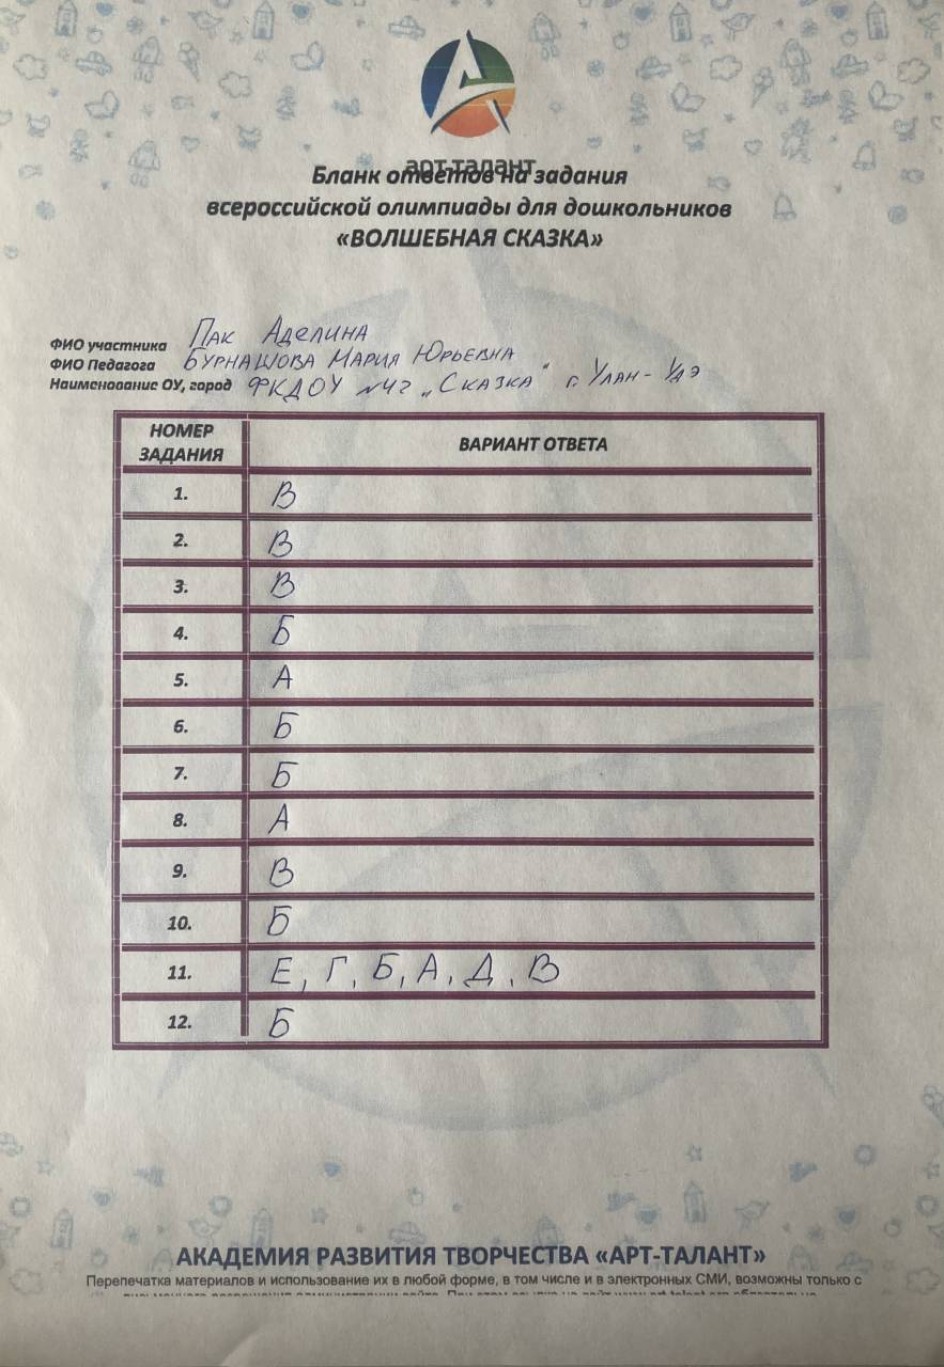 арт-талант
Бланк ответов на задания
всероссийской олимпиады для дошкольников
«ВОЛШЕБНАЯ СКАЗКА»
ФИО участника Пак Аделина
ФИО Педагога Бурнашова Мария Юрьевна
Наименование ОУ, город ФКДОУ №42 „Сказка" г. Улан-Удэ
НОМЕР ЗАДАНИЯ ВАРИАНТ ОТВЕТА
1. В
2. В
3. В
4. Б
5. А
6. Б
7. Б
8. А
9. В
10. Б
11. Е, Г, Б, А, Д, В
12. Б
АКАДЕМИЯ РАЗВИТИЯ ТВОРЧЕСТВА «АРТ-ТАЛАНТ»
Перепечатка материалов и использование их в любой форме, в том числе и в электронных СМИ, возможны только с